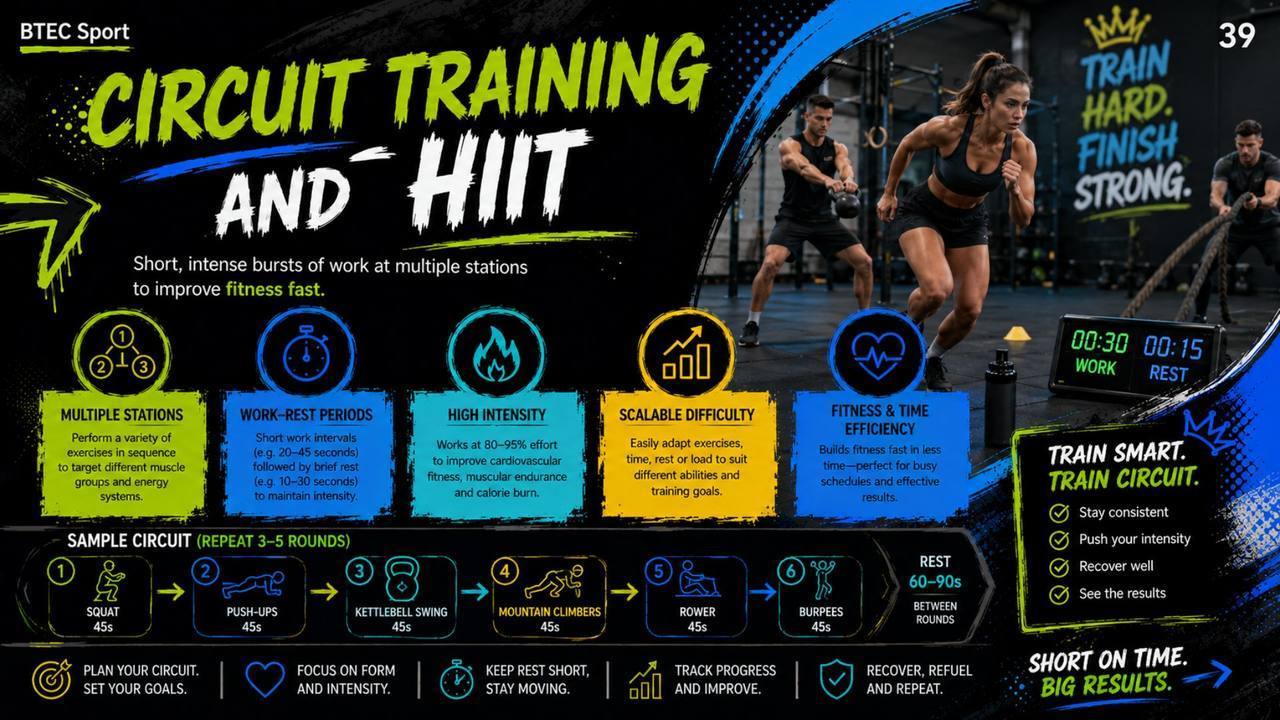 BTEC Sport
39
CIRCUIT TRAINING
AND HIIT
Short, intense bursts of work at multiple stations
to improve fitness fast.
TRAIN
HARD.
FINISH
STRONG.
00:30
WORK
00:15
REST
1
2
3
MULTIPLE STATIONS
Perform a variety of
exercises in sequence
to target different muscle
groups and energy
systems.
WORK–REST PERIODS
Short work intervals
(e.g. 20–45 seconds)
followed by brief rest
(e.g. 10–30 seconds)
to maintain intensity.
HIGH INTENSITY
Works at 80–95% effort
to improve cardiovascular
fitness, muscular endurance
and calorie burn.
SCALABLE DIFFICULTY
Easily adapt exercises,
time, rest or load to suit
different abilities and
training goals.
FITNESS & TIME
EFFICIENCY
Builds fitness fast in less
time—perfect for busy
schedules and effective
results.
TRAIN SMART.
TRAIN CIRCUIT.
Stay consistent
Push your intensity
Recover well
See the results
SAMPLE CIRCUIT (REPEAT 3–5 ROUNDS)
1
SQUAT
45s
2
PUSH-UPS
45s
3
KETTLEBELL SWING
45s
4
MOUNTAIN CLIMBERS
45s
5
ROWER
45s
6
BURPEES
45s
REST
60–90s
BETWEEN
ROUNDS
PLAN YOUR CIRCUIT.
SET YOUR GOALS.
FOCUS ON FORM
AND INTENSITY.
KEEP REST SHORT,
STAY MOVING.
TRACK PROGRESS
AND IMPROVE.
RECOVER, REFUEL
AND REPEAT.
SHORT ON TIME.
BIG RESULTS.